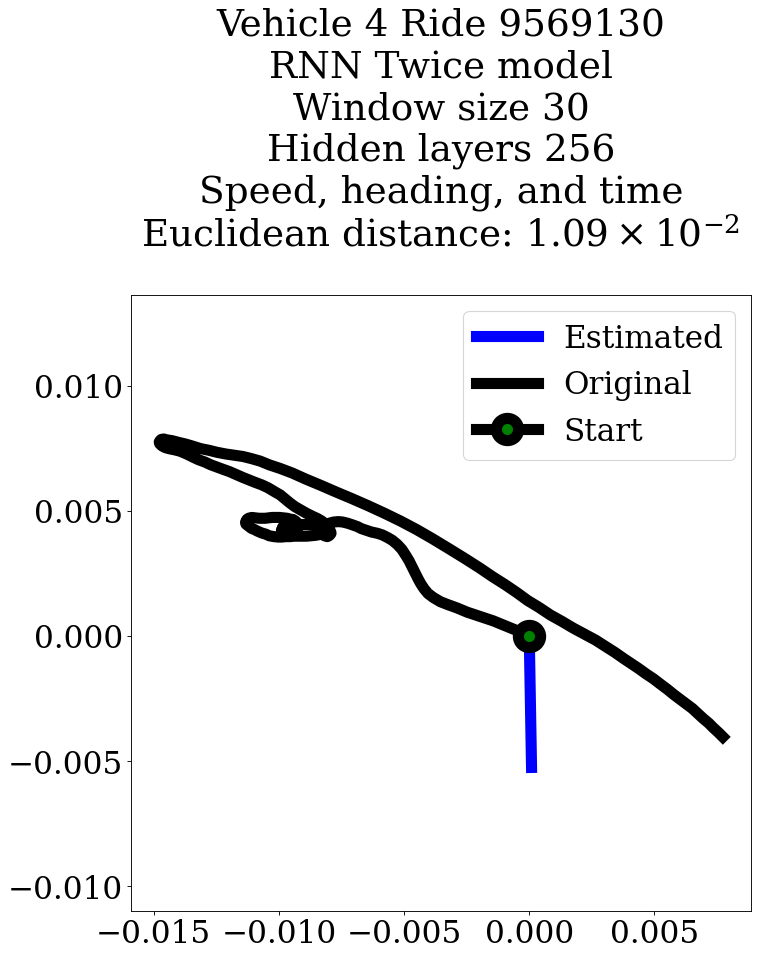 Vehicle 4 Ride 9569130
RNN Twice model
Window size 30
Hidden layers 256
Speed, heading, and time
Euclidean distance: 1.09 × 10⁻²
Estimated
Original
Start
0.010
0.005
0.000
−0.005
−0.010
−0.015 −0.010 −0.005 0.000 0.005